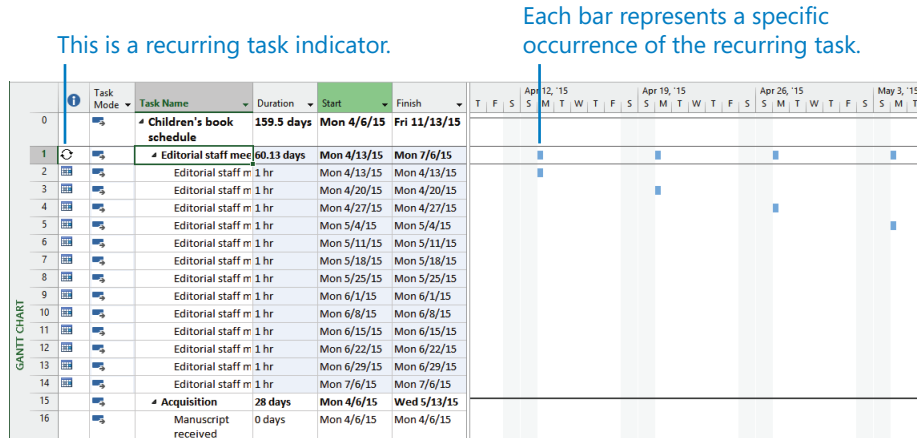 Each bar represents a specific
This is a recurring task indicator. occurrence of the recurring task.
Task Mode Task Name Duration Start Finish Apr 12, '15 Apr 19, '15 Apr 26, '15 May 3, '15
T F S S M T W T F S S M T W T F S S M T W T F S S M T
0 Children's book schedule 159.5 days Mon 4/6/15 Fri 11/13/15
1 Editorial staff mee 60.13 days Mon 4/13/15 Mon 7/6/15
2 Editorial staff m 1 hr Mon 4/13/15 Mon 4/13/15
3 Editorial staff m 1 hr Mon 4/20/15 Mon 4/20/15
4 Editorial staff m 1 hr Mon 4/27/15 Mon 4/27/15
5 Editorial staff m 1 hr Mon 5/4/15 Mon 5/4/15
6 Editorial staff m 1 hr Mon 5/11/15 Mon 5/11/15
7 Editorial staff m 1 hr Mon 5/18/15 Mon 5/18/15
8 Editorial staff m 1 hr Mon 5/25/15 Mon 5/25/15
9 Editorial staff m 1 hr Mon 6/1/15 Mon 6/1/15
10 Editorial staff m 1 hr Mon 6/8/15 Mon 6/8/15
11 Editorial staff m 1 hr Mon 6/15/15 Mon 6/15/15
12 Editorial staff m 1 hr Mon 6/22/15 Mon 6/22/15
13 Editorial staff m 1 hr Mon 6/29/15 Mon 6/29/15
14 Editorial staff m 1 hr Mon 7/6/15 Mon 7/6/15
15 Acquisition 28 days Mon 4/6/15 Wed 5/13/15
16 Manuscript received 0 days Mon 4/6/15 Mon 4/6/15
GANTT CHART